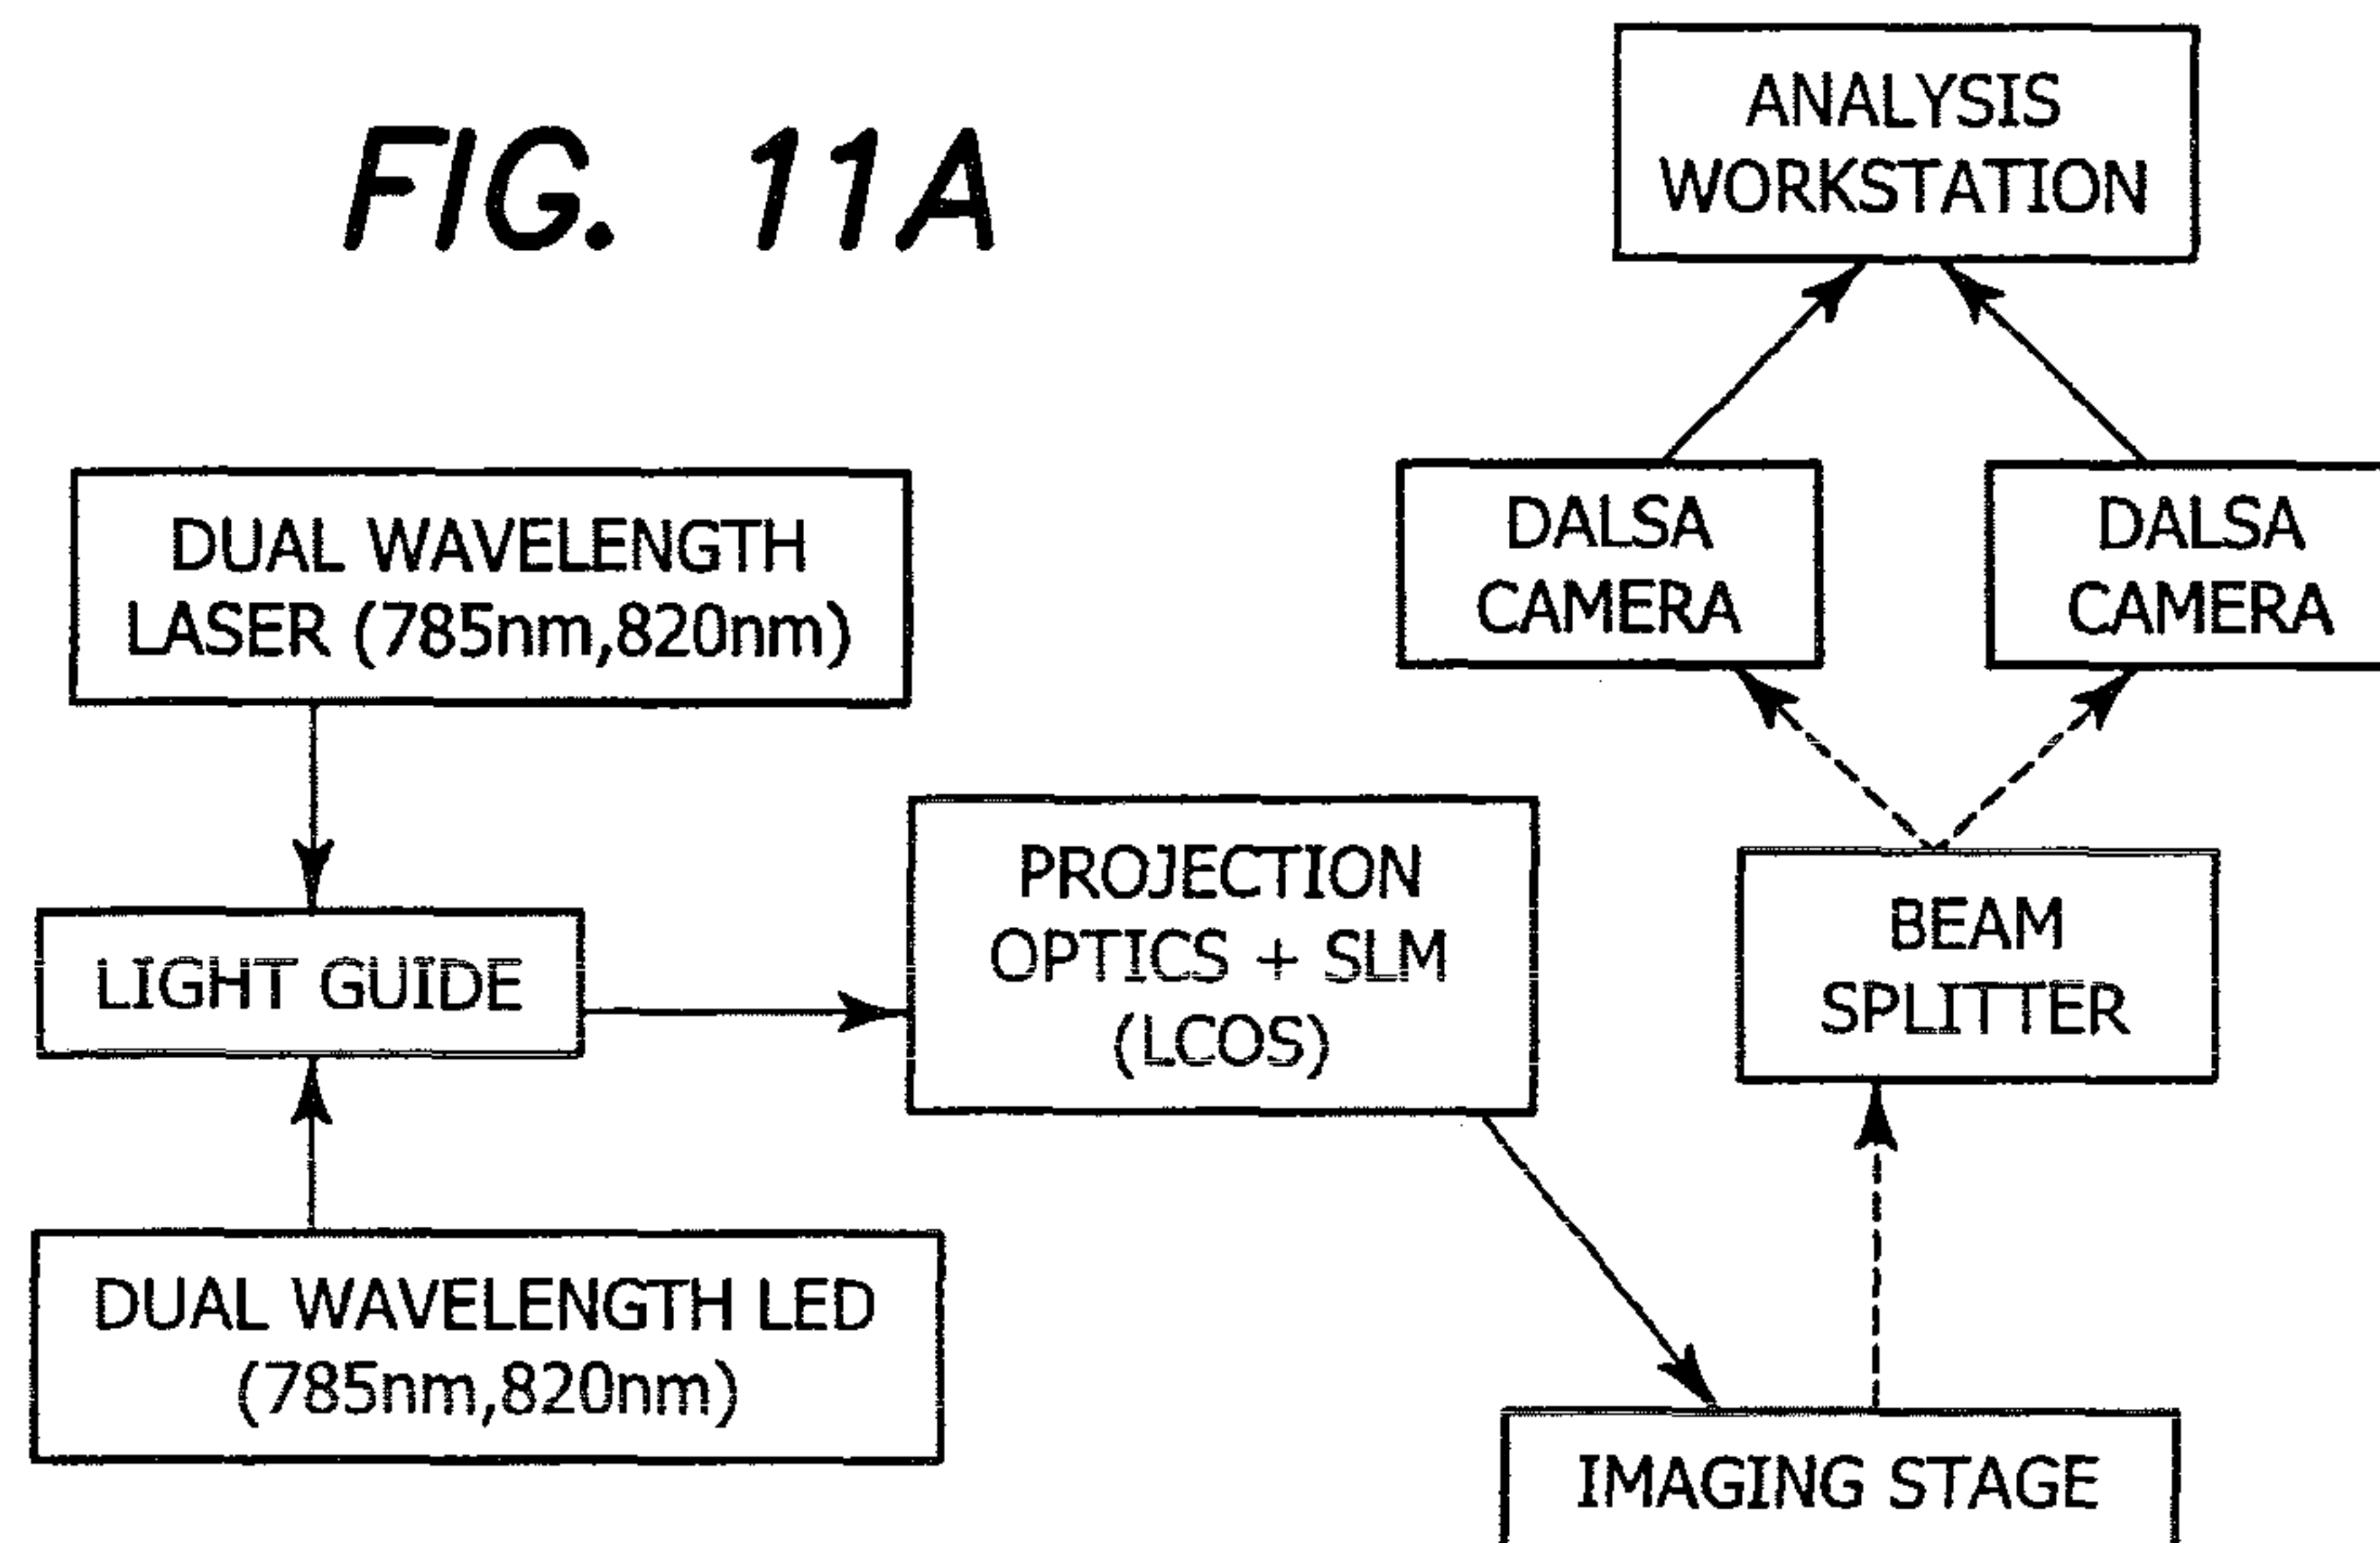 FIG. 11A
ANALYSIS
WORKSTATION
DUAL WAVELENGTH
LASER (785nm,820nm)
DALSA
CAMERA
DALSA
CAMERA
LIGHT GUIDE
PROJECTION
OPTICS + SLM
(LCOS)
BEAM
SPLITTER
DUAL WAVELENGTH LED
(785nm,820nm)
IMAGING STAGE